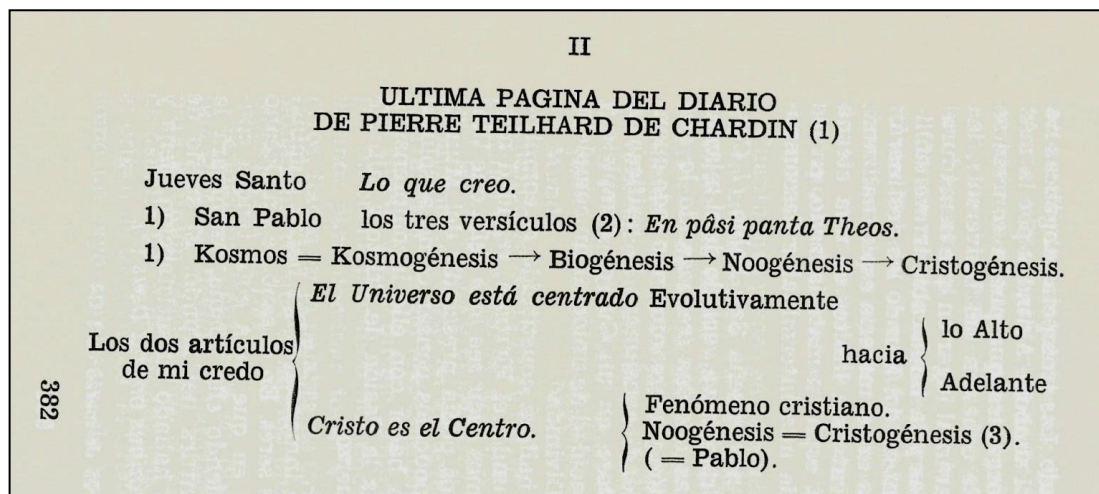 II
ULTIMA PAGINA DEL DIARIO
DE PIERRE TEILHARD DE CHARDIN (1)
Jueves Santo Lo que creo.
1) San Pablo los tres versículos (2): En pâsi panta Theos.
1) Kosmos = Kosmogénesis → Biogénesis → Noogénesis → Cristogénesis.
Los dos artículos
de mi credo
El Universo está centrado Evolutivamente
hacia
lo Alto
Adelante
Cristo es el Centro.
Fenómeno cristiano.
Noogénesis = Cristogénesis (3).
( = Pablo).
382